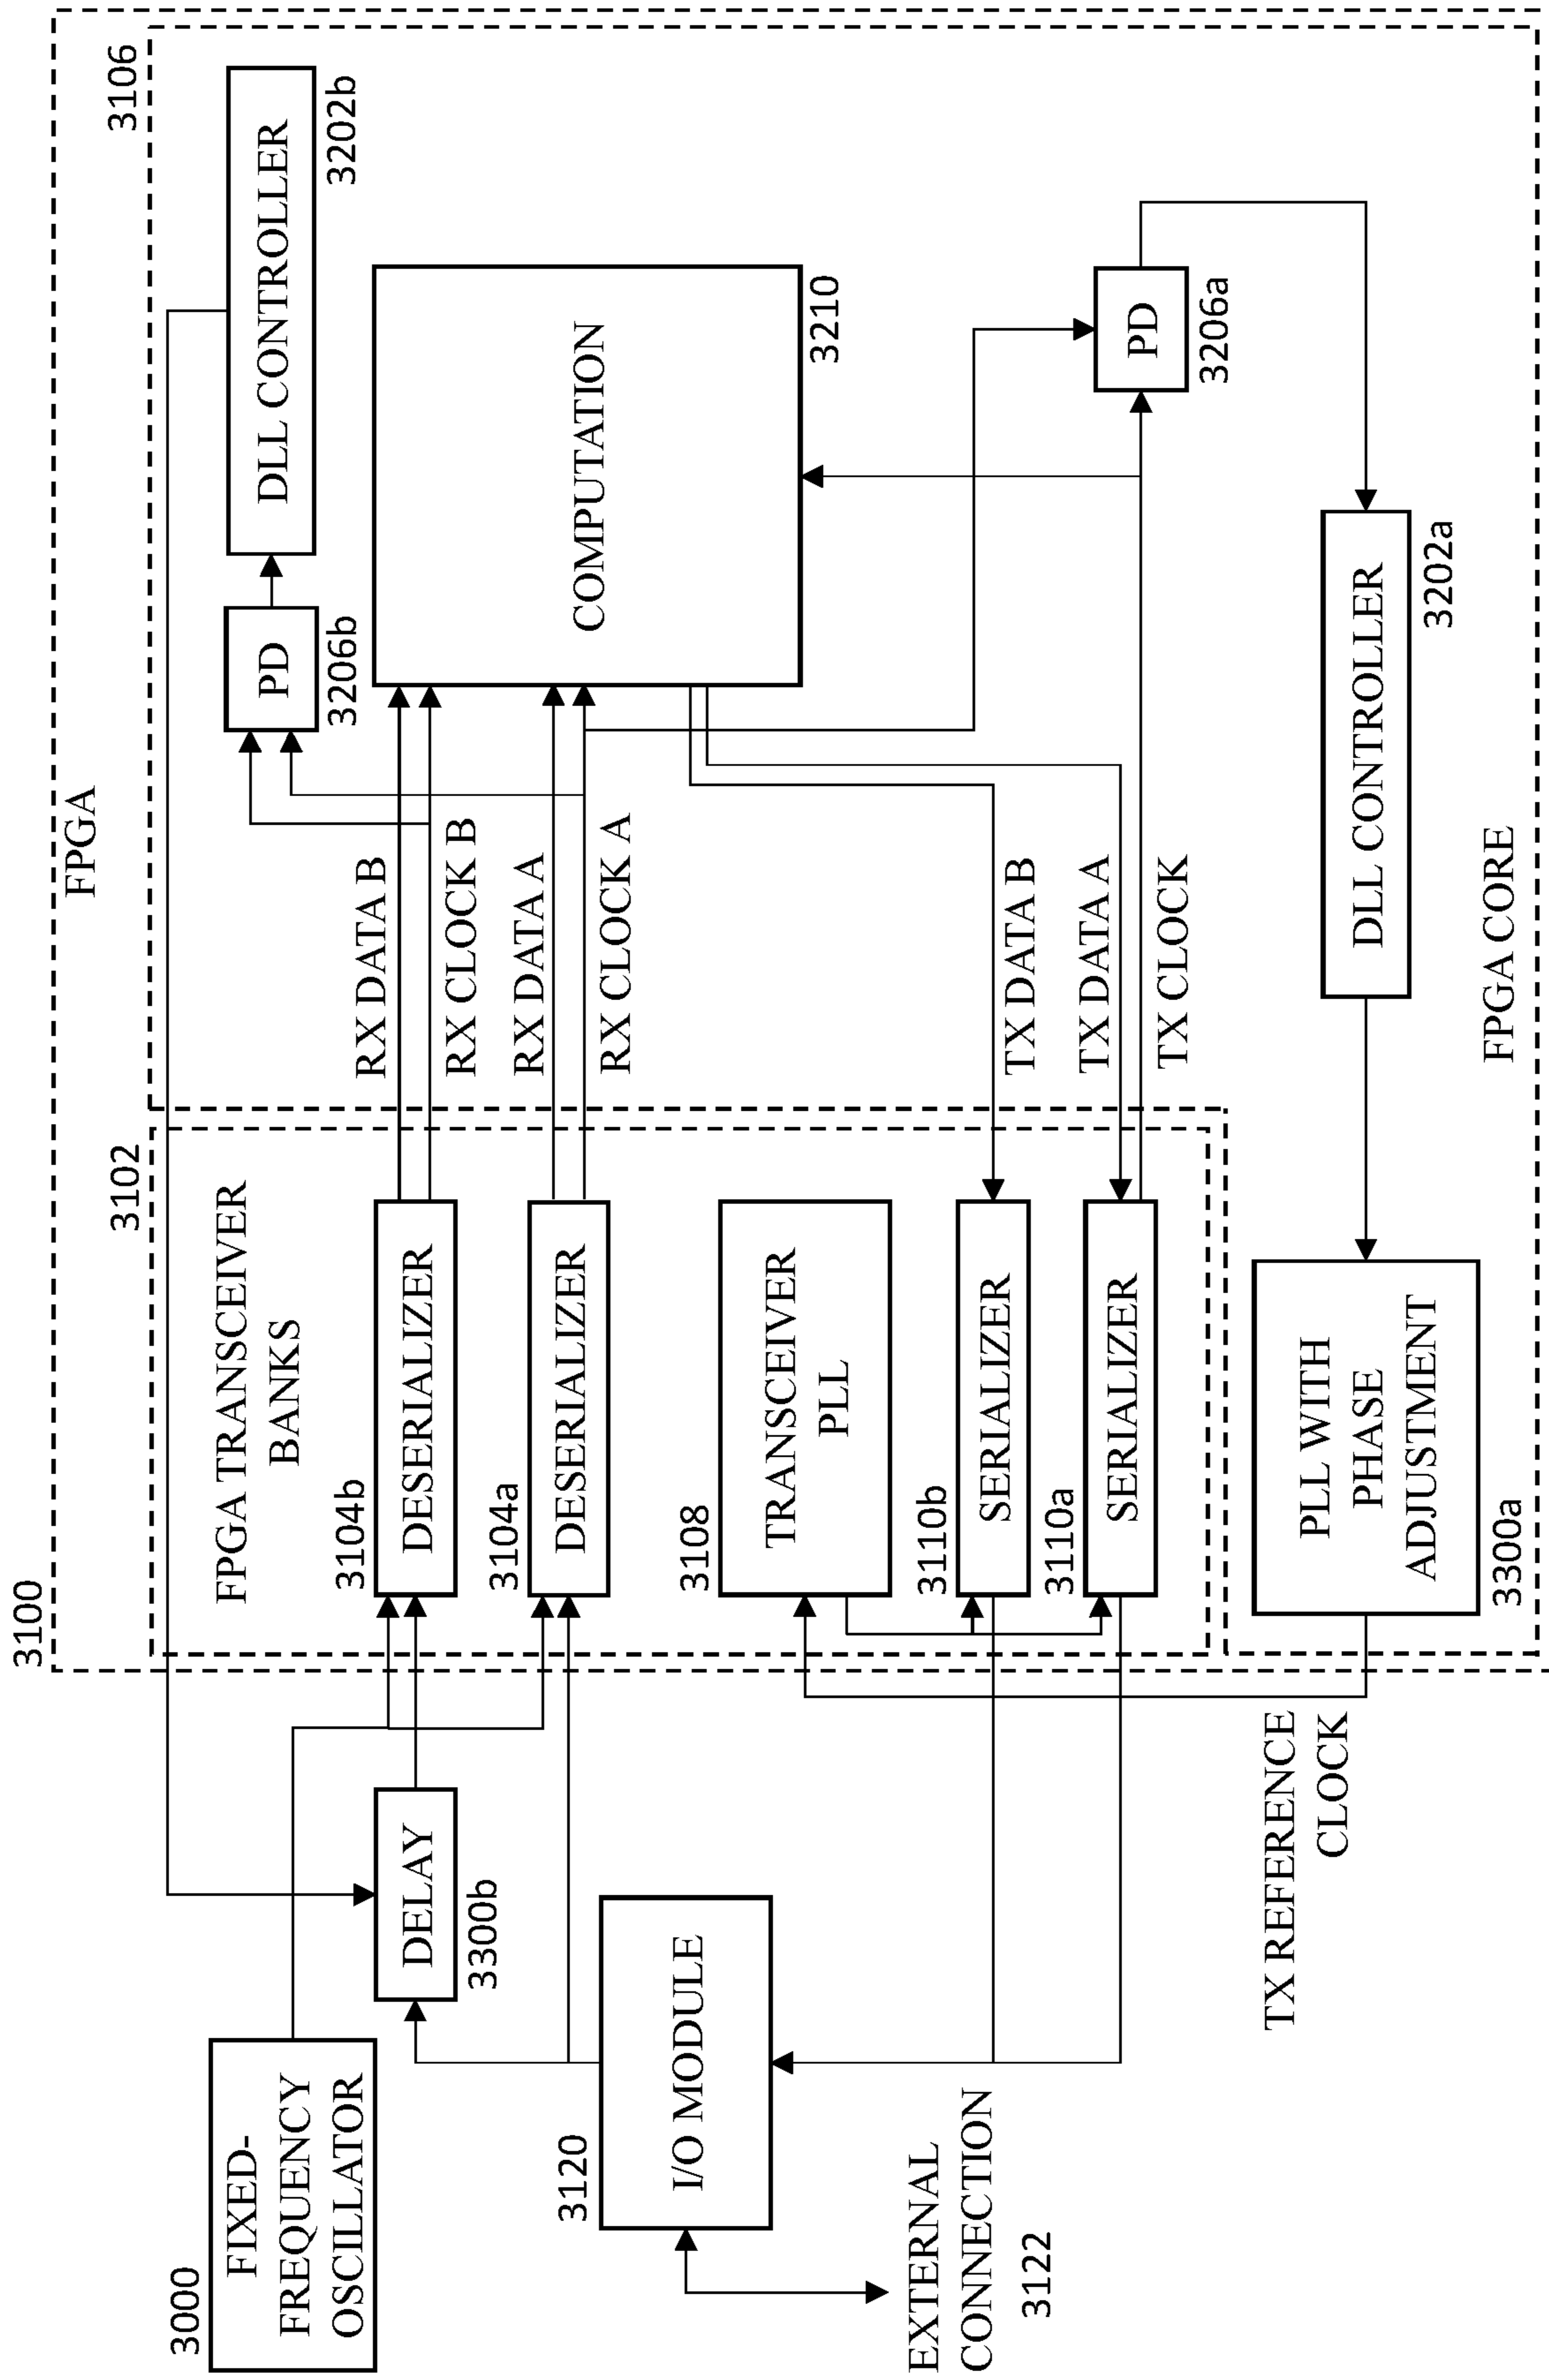 3100
FPGA
3102
3106
3000
FIXED-
FREQUENCY
OSCILLATOR
FPGA TRANSCEIVER
BANKS
DLL CONTROLLER
3202b
PD
3206b
DELAY
3300b
3104b
DESERIALIZER
RX DATA B
RX CLOCK B
3104a
DESERIALIZER
RX DATA A
RX CLOCK A
COMPUTATION
3210
3120
I/O MODULE
3108
TRANSCEIVER
PLL
EXTERNAL
CONNECTION
3122
3110b
SERIALIZER
TX DATA B
3110a
SERIALIZER
TX DATA A
TX CLOCK
PD
3206a
TX REFERENCE
CLOCK
PLL WITH
PHASE
ADJUSTMENT
3300a
DLL CONTROLLER
3202a
FPGA CORE